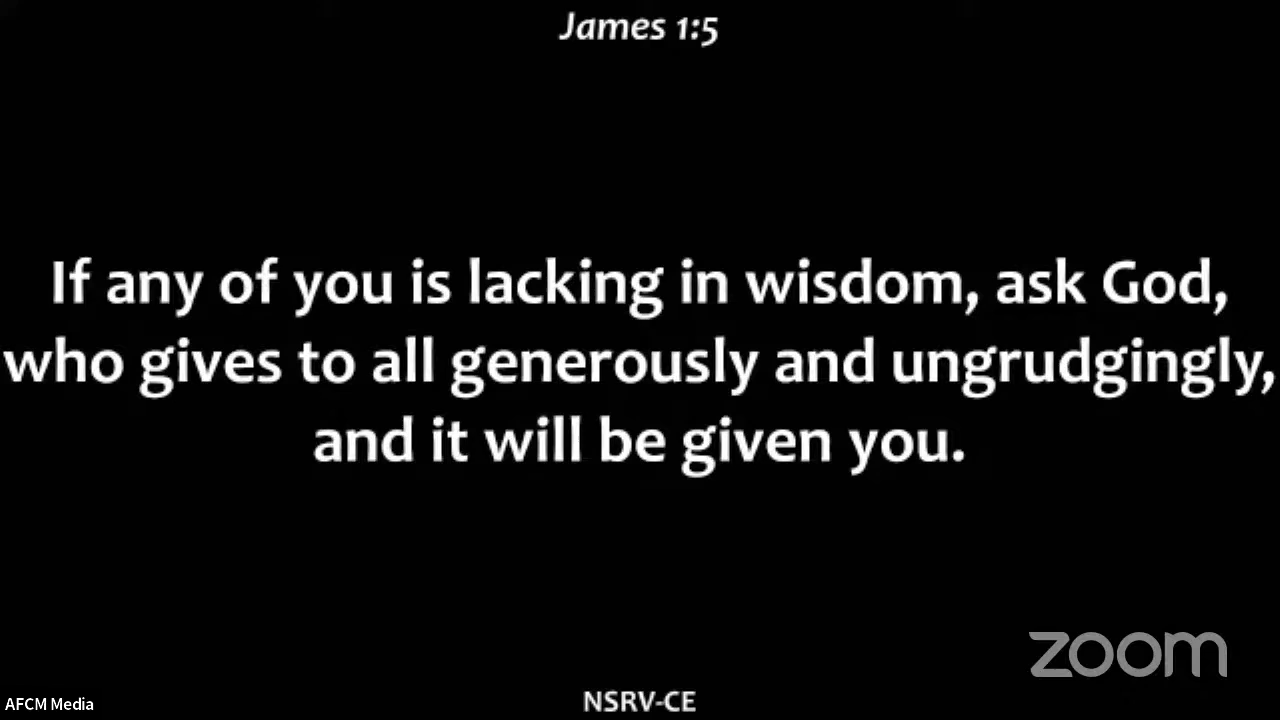 James 1:5
If any of you is lacking in wisdom, ask God,
who gives to all generously and ungrudgingly,
and it will be given you.
zoom
NSRV-CE
AFCM Media